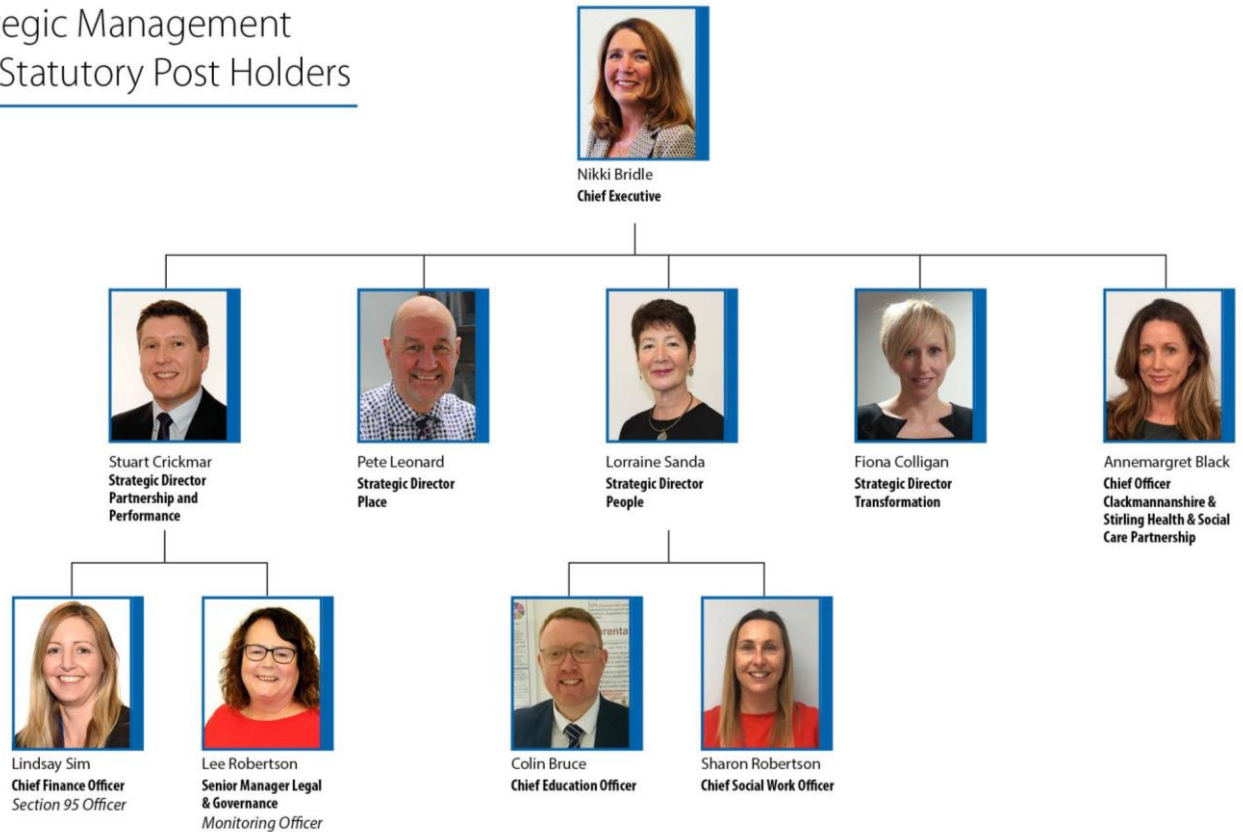 egic Management
Statutory Post Holders
Nikki Bridle
Chief Executive
Stuart Crickmar
Strategic Director
Partnership and
Performance
Pete Leonard
Strategic Director
Place
Lorraine Sanda
Strategic Director
People
Fiona Colligan
Strategic Director
Transformation
Annemargret Black
Chief Officer
Clackmannanshire &
Stirling Health & Social
Care Partnership
Lindsay Sim
Chief Finance Officer
Section 95 Officer
Lee Robertson
Senior Manager Legal
& Governance
Monitoring Officer
renta
Colin Bruce
Chief Education Officer
Sharon Robertson
Chief Social Work Officer